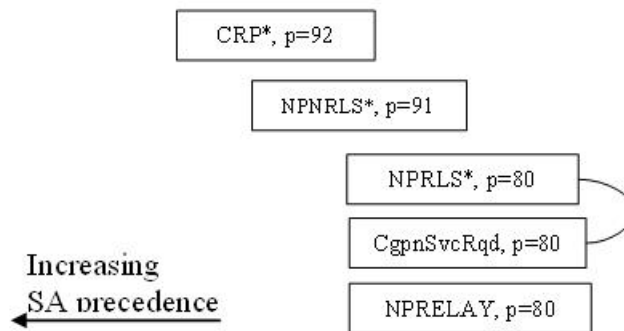 CRP*, p=92
NPNRLS*, p=91
NPRLS*, p=80
CgpnSvcRqd, p=80
NPRELAY, p=80
Increasing
SA precedence